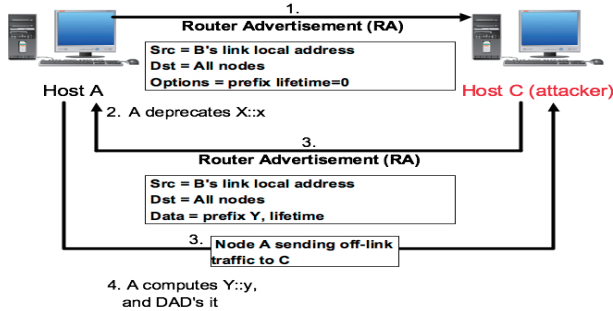 1.
Router Advertisement (RA)
Src = B's link local address
Dst = All nodes
Options = prefix lifetime=0
Host A
Host C (attacker)
2. A deprecates X::x
3.
Router Advertisement (RA)
Src = B's link local address
Dst = All nodes
Data = prefix Y, lifetime
3.
Node A sending off-link
traffic to C
4. A computes Y::y,
and DAD's it